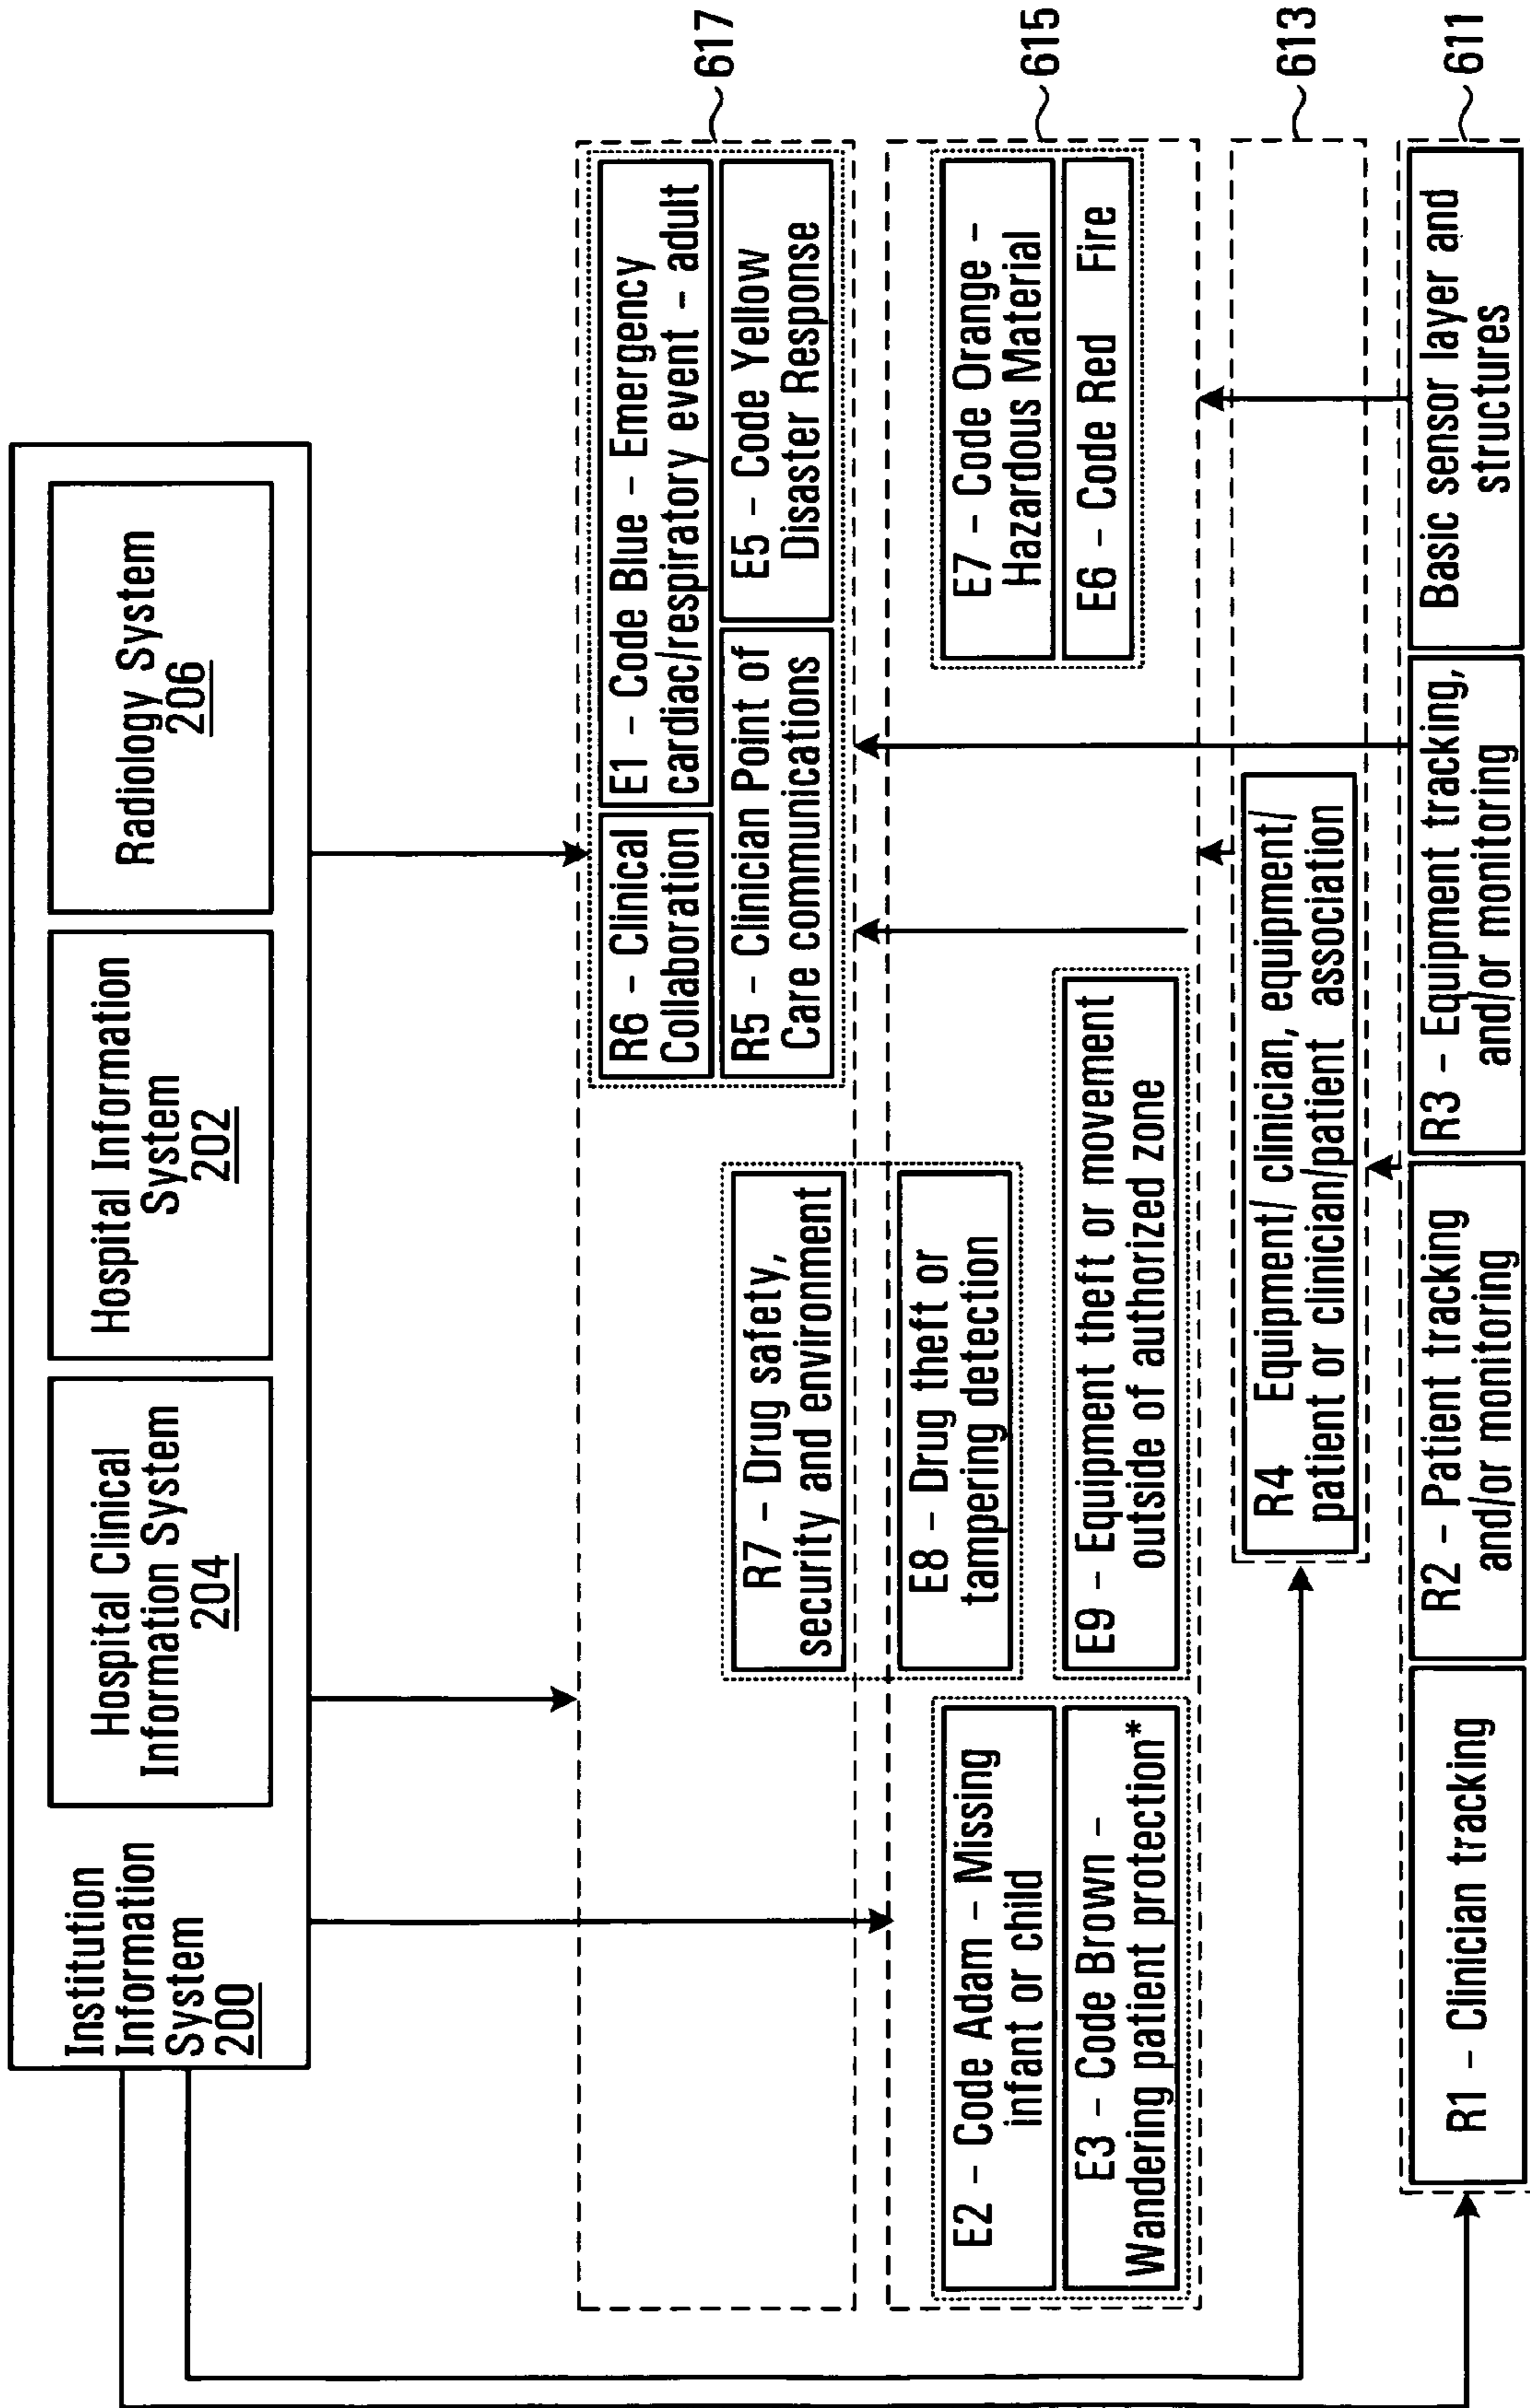 Institution
Information
System
200
Hospital Clinical
Information System
204
Hospital Information
System
202
Radiology System
206
R6 – Clinical
Collaboration
E1 – Code Blue – Emergency
cardiac/respiratory event – adult
R5 – Clinician Point of
Care communications
E5 – Code Yellow
Disaster Response
617
R7 – Drug safety,
security and environment
E8 – Drug theft or
tampering detection
E2 – Code Adam – Missing
infant or child
E3 – Code Brown –
Wandering patient protection*
E9 – Equipment theft or movement
outside of authorized zone
E7 – Code Orange –
Hazardous Material
E6 – Code Red Fire
615
R4 Equipment/ clinician, equipment/
patient or clinician/patient association
613
R1 – Clinician tracking
R2 – Patient tracking
and/or monitoring
R3 – Equipment tracking,
and/or monitoring
Basic sensor layer and
structures
611